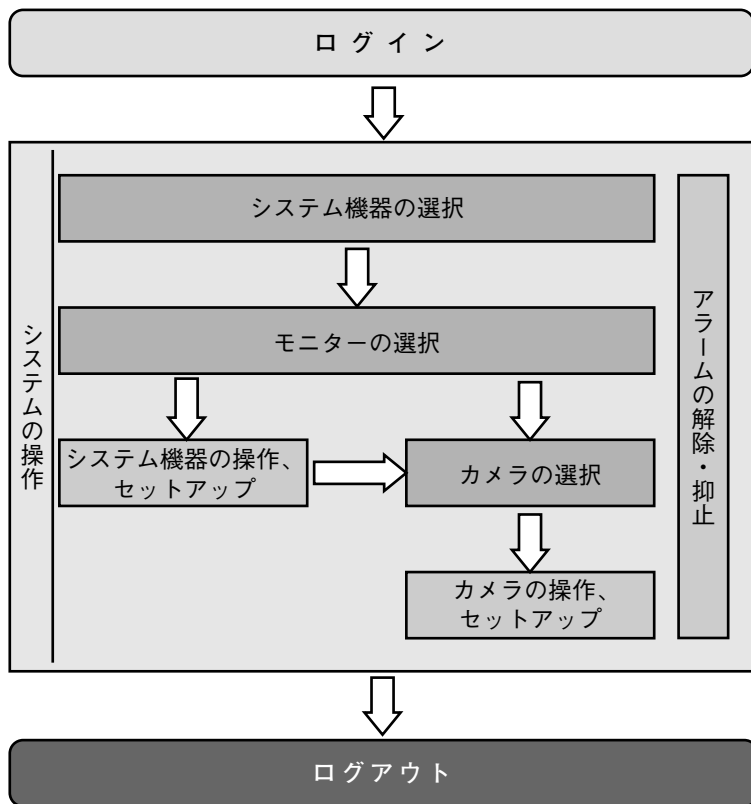 ログイン
システムの操作
システム機器の選択
モニターの選択
システム機器の操作、
セットアップ
カメラの選択
カメラの操作、
セットアップ
アラームの解除・抑止
ログアウト